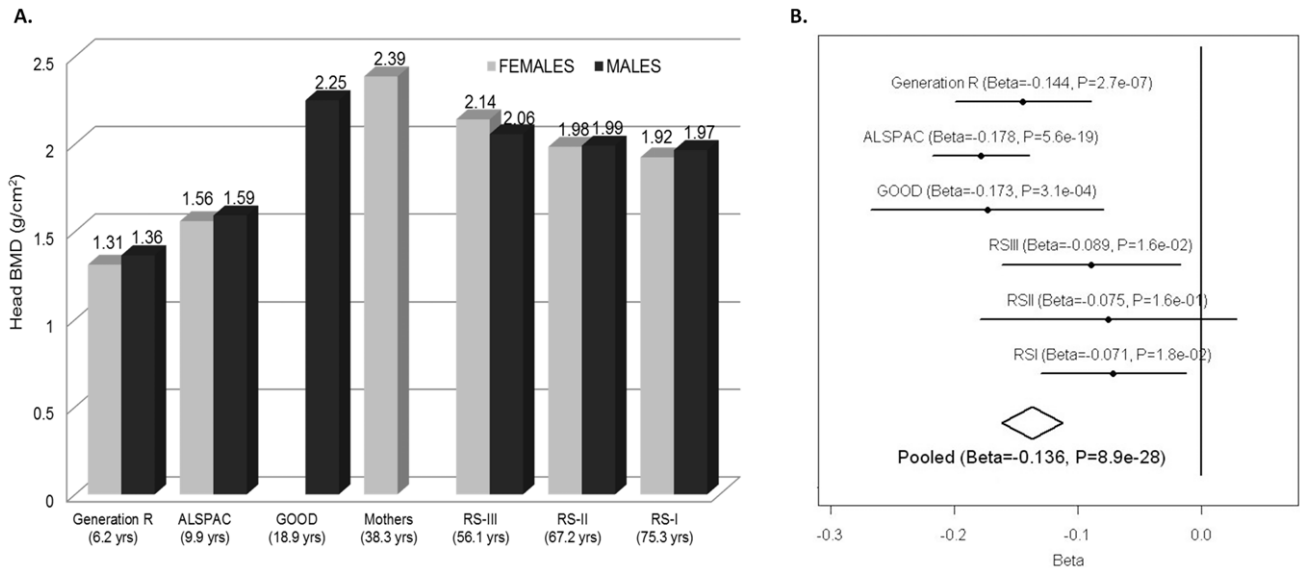 A.
Head BMD (g/cm²)
2.5
2
1.5
1
0.5
0
FEMALES MALES
1.31 1.36
1.56 1.59
2.25
2.39
2.14 2.06
1.98 1.99
1.92 1.97
Generation R ALSPAC GOOD Mothers RS-III RS-II RS-I
(6.2 yrs) (9.9 yrs) (18.9 yrs) (38.3 yrs) (56.1 yrs) (67.2 yrs) (75.3 yrs)
B.
Generation R (Beta=-0.144, P=2.7e-07)
ALSPAC (Beta=-0.178, P=5.6e-19)
GOOD (Beta=-0.173, P=3.1e-04)
RSIII (Beta=-0.089, P=1.6e-02)
RSII (Beta=-0.075, P=1.6e-01)
RSI (Beta=-0.071, P=1.8e-02)
Pooled (Beta=-0.136, P=8.9e-28)
-0.3 -0.2 -0.1 0.0
Beta